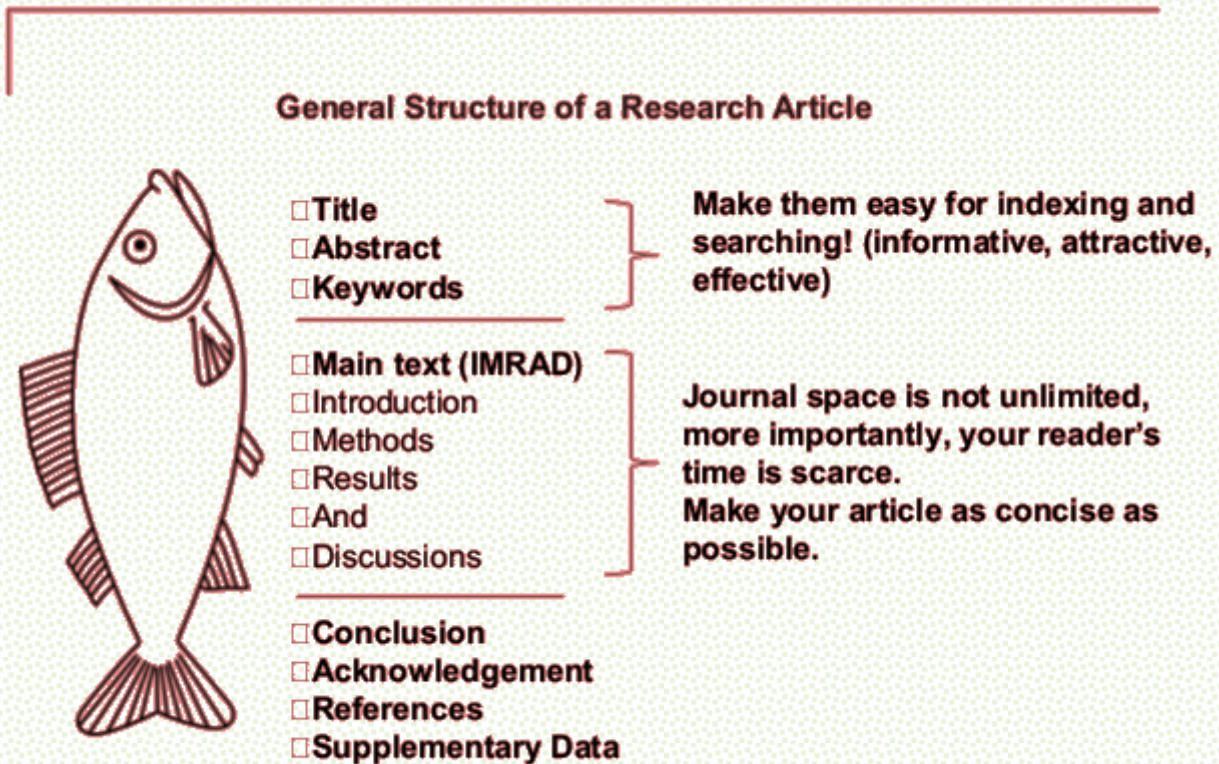 General Structure of a Research Article
Title
Abstract
Keywords
Make them easy for indexing and
searching! (informative, attractive,
effective)
Main text (IMRAD)
Introduction
Methods
Results
And
Discussions
Journal space is not unlimited,
more importantly, your reader's
time is scarce.
Make your article as concise as
possible.
Conclusion
Acknowledgement
References
Supplementary Data